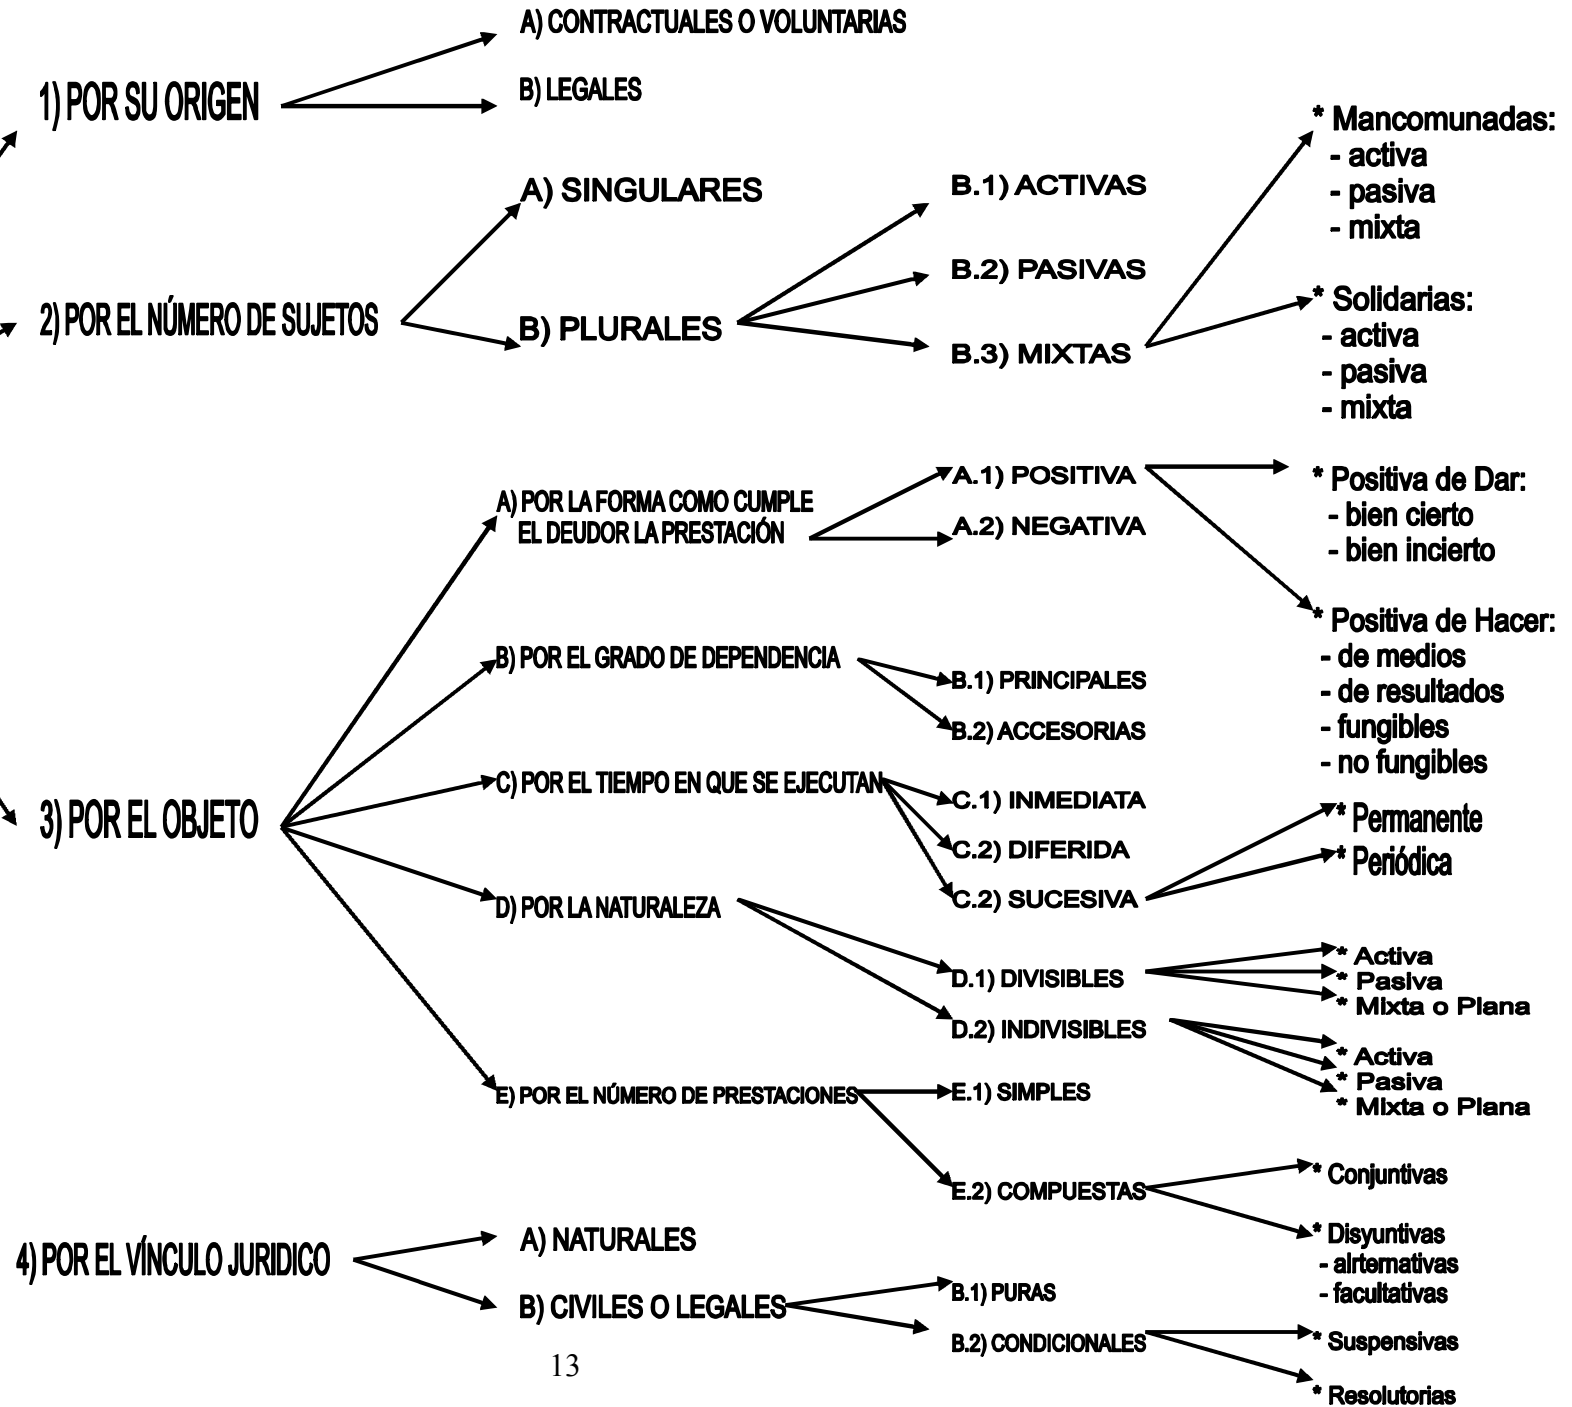 1) POR SU ORIGEN
A) CONTRACTUALES O VOLUNTARIAS
B) LEGALES
2) POR EL NÚMERO DE SUJETOS
A) SINGULARES
B) PLURALES
B.1) ACTIVAS
B.2) PASIVAS
B.3) MIXTAS
* Mancomunadas:
- activa
- pasiva
- mixta
* Solidarias:
- activa
- pasiva
- mixta
3) POR EL OBJETO
A) POR LA FORMA COMO CUMPLE
EL DEUDOR LA PRESTACIÓN
A.1) POSITIVA
A.2) NEGATIVA
* Positiva de Dar:
- bien cierto
- bien incierto
* Positiva de Hacer:
- de medios
- de resultados
- fungibles
- no fungibles
B) POR EL GRADO DE DEPENDENCIA
B.1) PRINCIPALES
B.2) ACCESORIAS
C) POR EL TIEMPO EN QUE SE EJECUTAN
C.1) INMEDIATA
C.2) DIFERIDA
C.2) SUCESIVA
* Permanente
* Periódica
D) POR LA NATURALEZA
D.1) DIVISIBLES
* Activa
* Pasiva
* Mixta o Plana
D.2) INDIVISIBLES
* Activa
* Pasiva
* Mixta o Plana
E) POR EL NÚMERO DE PRESTACIONES
E.1) SIMPLES
E.2) COMPUESTAS
* Conjuntivas
* Disyuntivas
- alrternativas
- facultativas
4) POR EL VÍNCULO JURIDICO
A) NATURALES
B) CIVILES O LEGALES
B.1) PURAS
B.2) CONDICIONALES
* Suspensivas
* Resolutorias
13